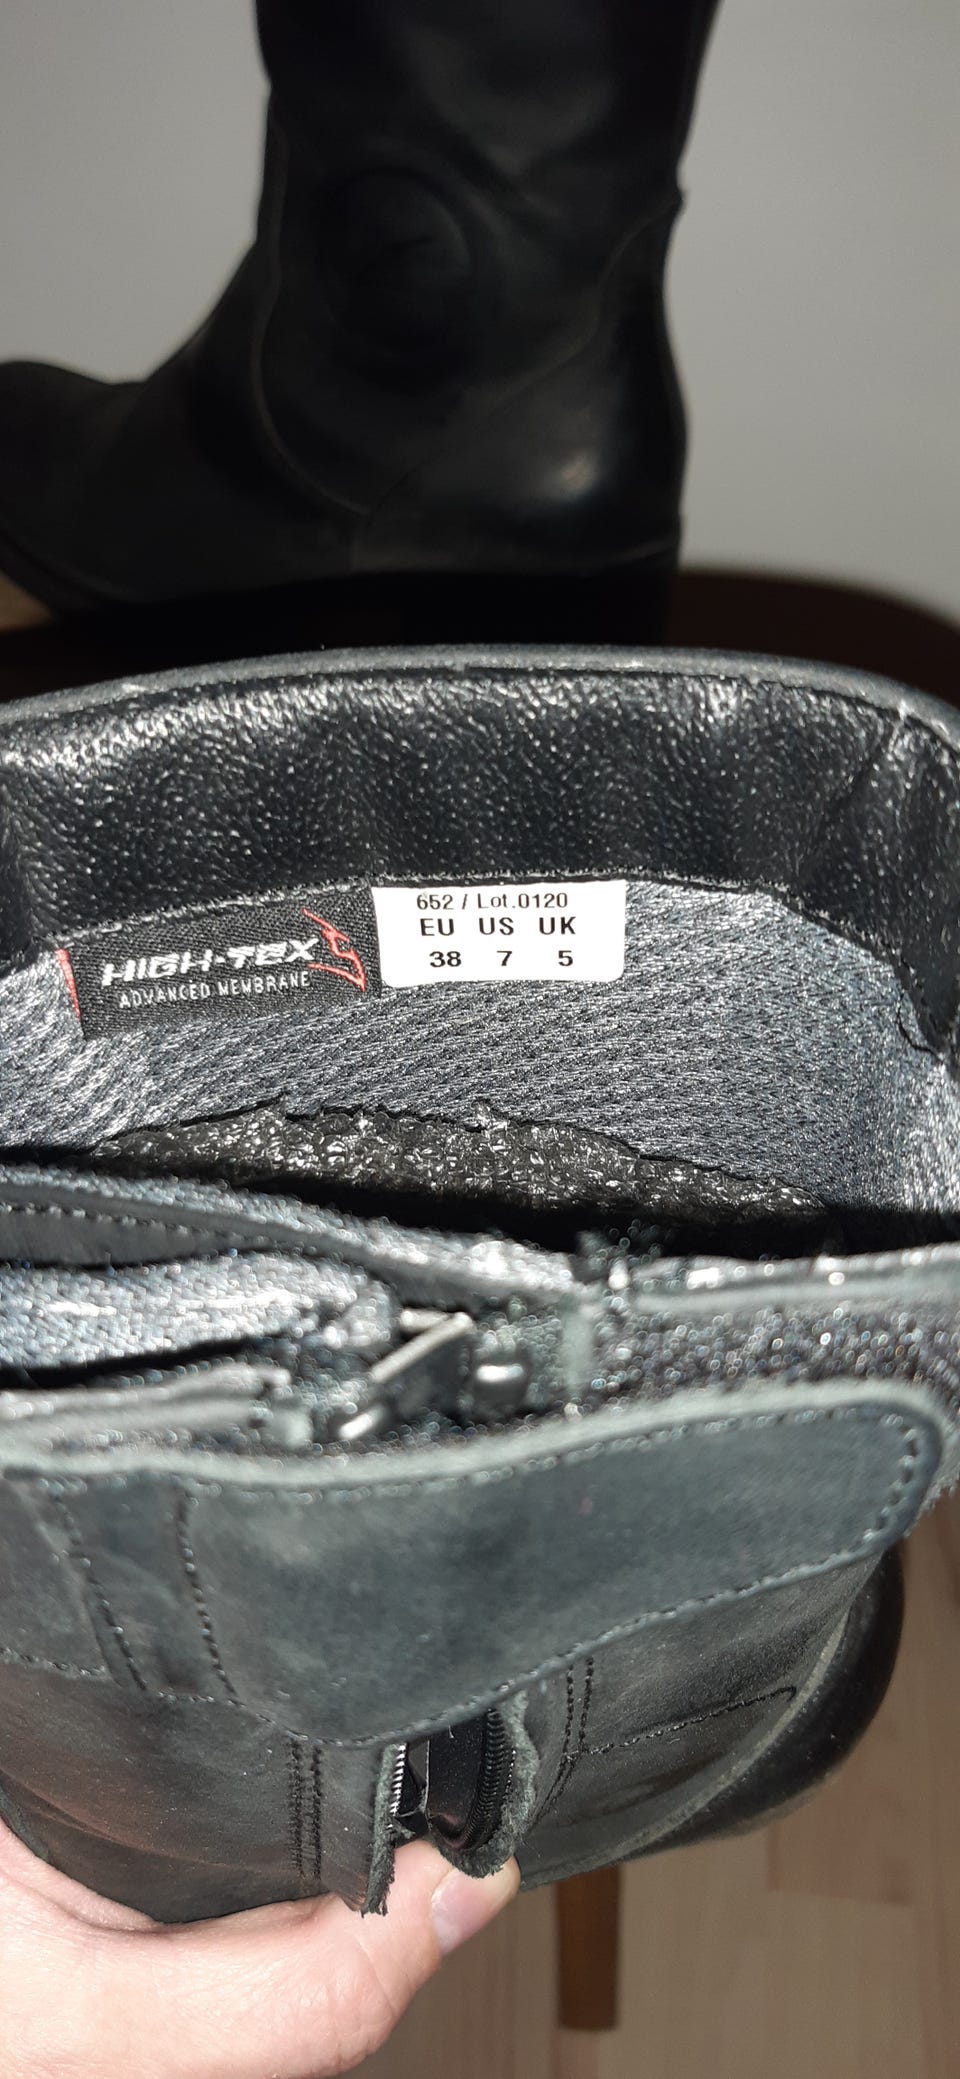 652 / Lot.0120
EU US UK
38 7 5
HIGH-TEX
ADVANCED MEMBRANE